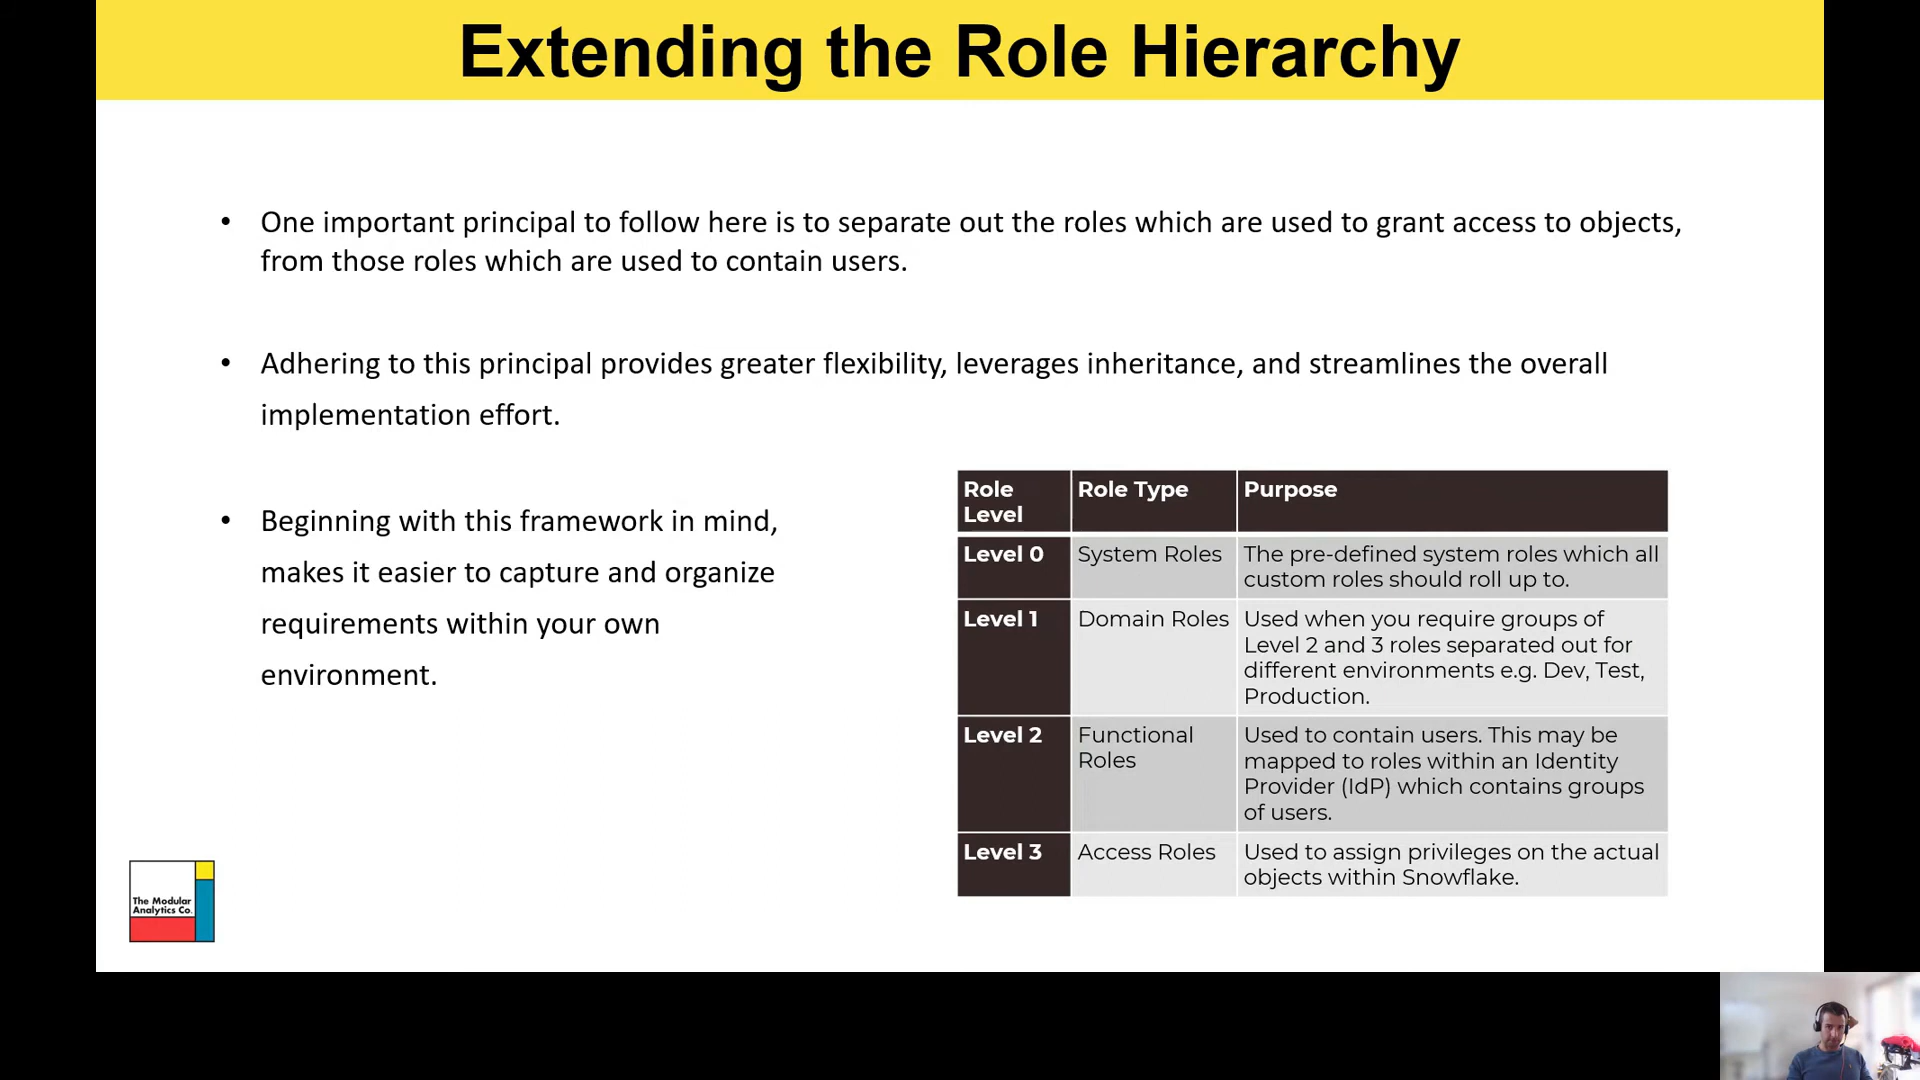 Extending the Role Hierarchy
• One important principal to follow here is to separate out the roles which are used to grant access to objects,
from those roles which are used to contain users.
• Adhering to this principal provides greater flexibility, leverages inheritance, and streamlines the overall
implementation effort.
• Beginning with this framework in mind,
makes it easier to capture and organize
requirements within your own
environment.
Role Level | Role Type | Purpose
Level 0 | System Roles | The pre-defined system roles which all
custom roles should roll up to.
Level 1 | Domain Roles | Used when you require groups of
Level 2 and 3 roles separated out for
different environments e.g. Dev, Test,
Production.
Level 2 | Functional Roles | Used to contain users. This may be
mapped to roles within an Identity
Provider (IdP) which contains groups
of users.
Level 3 | Access Roles | Used to assign privileges on the actual
objects within Snowflake.
The Modular
Analytics Co.